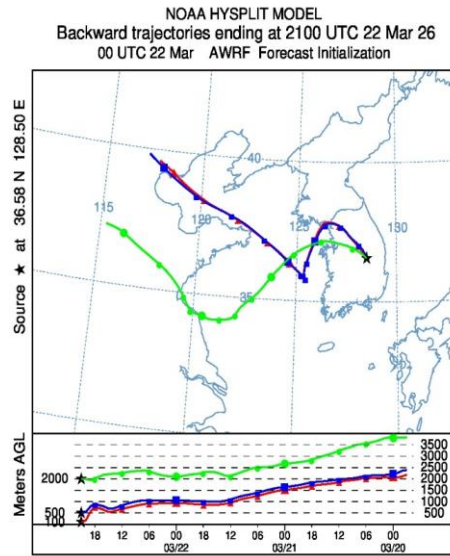 NOAA HYSPLIT MODEL
Backward trajectories ending at 2100 UTC 22 Mar 26
00 UTC 22 Mar AWRF Forecast Initialization
Source ★ at 36.58 N 128.50 E
40
115
120
125
130
35
Meters AGL
3500
3000
2500
2000
2000
1500
1000
500
500
100
18 12 06 00 18 12 06 00 18 12 06 00
03/22 03/21 03/20